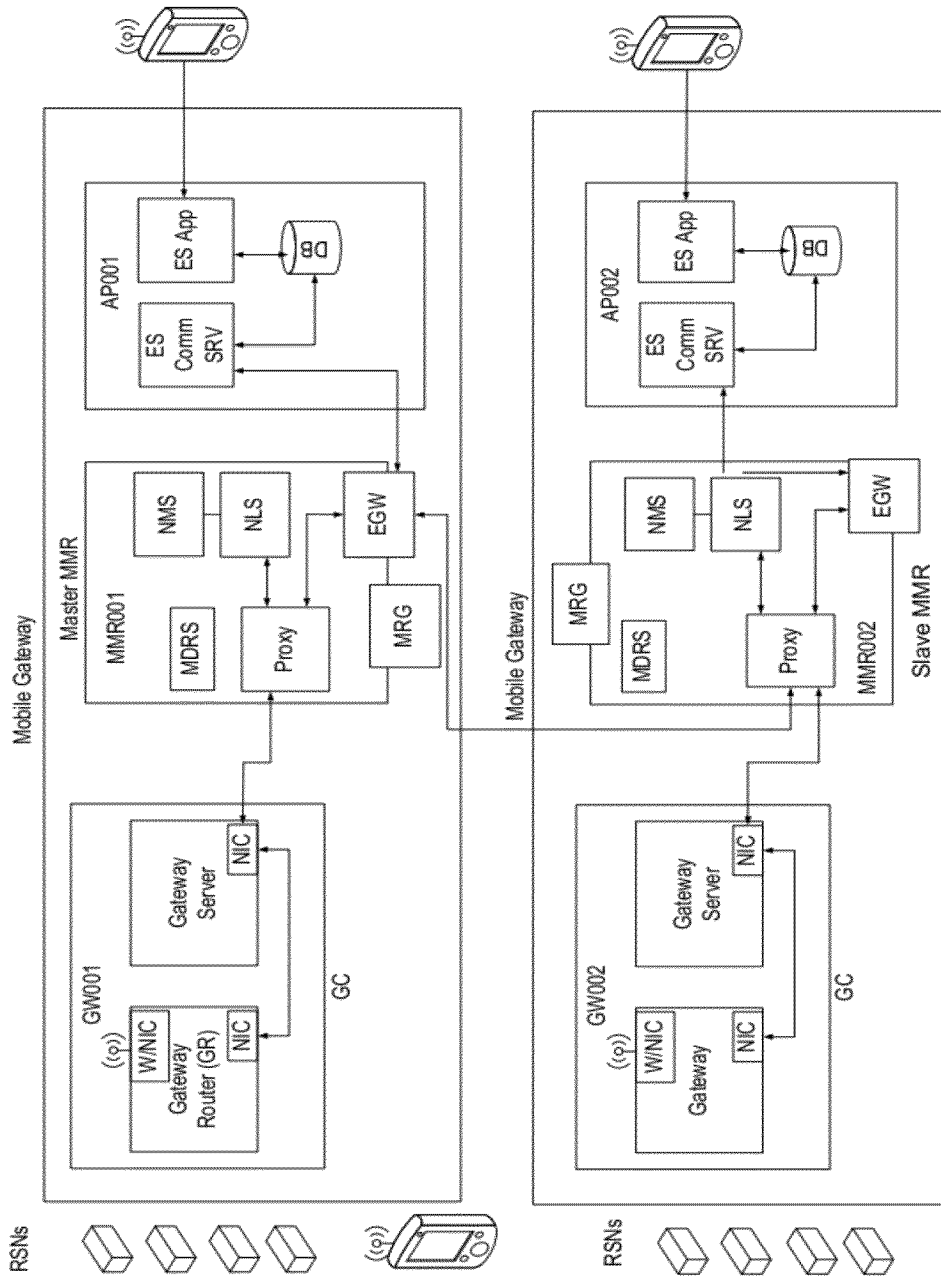 RSNs
Mobile Gateway
GW001
W/NIC
Gateway
Router (GR)
NIC
Gateway
Server
NIC
GC
Master MMR
MMR001
MDRS
NMS
NLS
Proxy
EGW
MRG
AP001
ES
Comm
SRV
ES App
DB
RSNs
Mobile Gateway
GW002
W/NIC
Gateway
NIC
Gateway
Server
NIC
GC
MRG
MDRS
NMS
NLS
Proxy
EGW
MMR002
Slave MMR
AP002
ES
Comm
SRV
ES App
DB